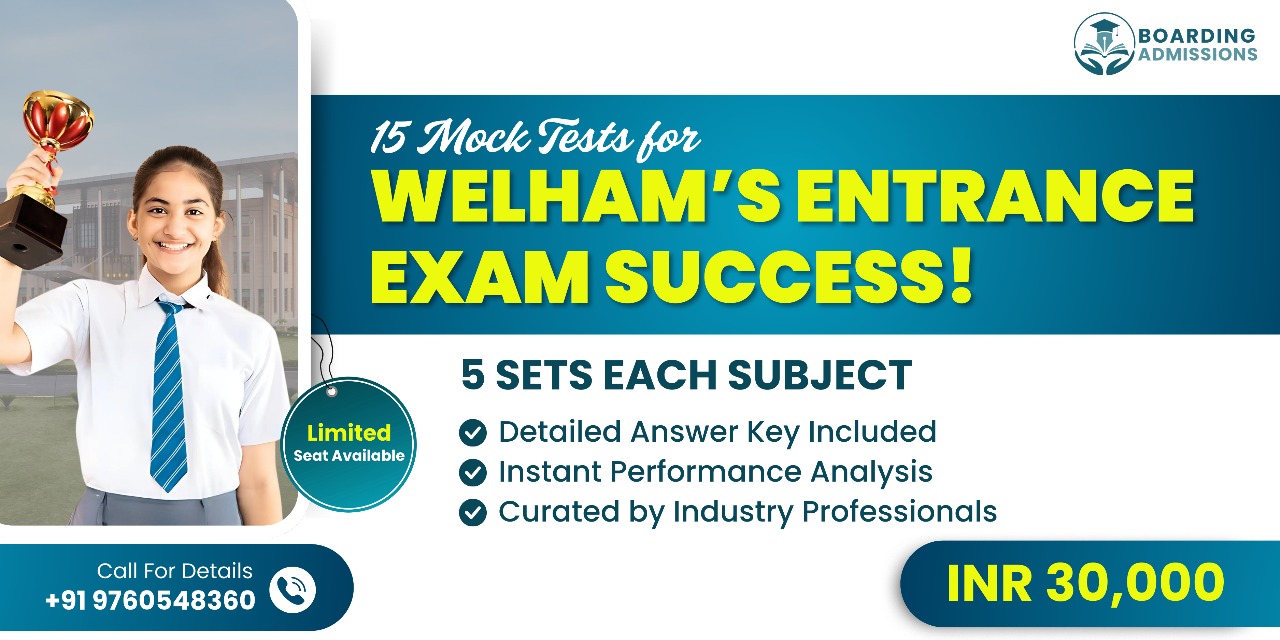 BOARDING
ADMISSIONS
15 Mock Tests for
WELHAM'S ENTRANCE
EXAM SUCCESS!
5 SETS EACH SUBJECT
Detailed Answer Key Included
Instant Performance Analysis
Curated by Industry Professionals
Limited
Seat Available
Call For Details
+91 9760548360
INR 30,000